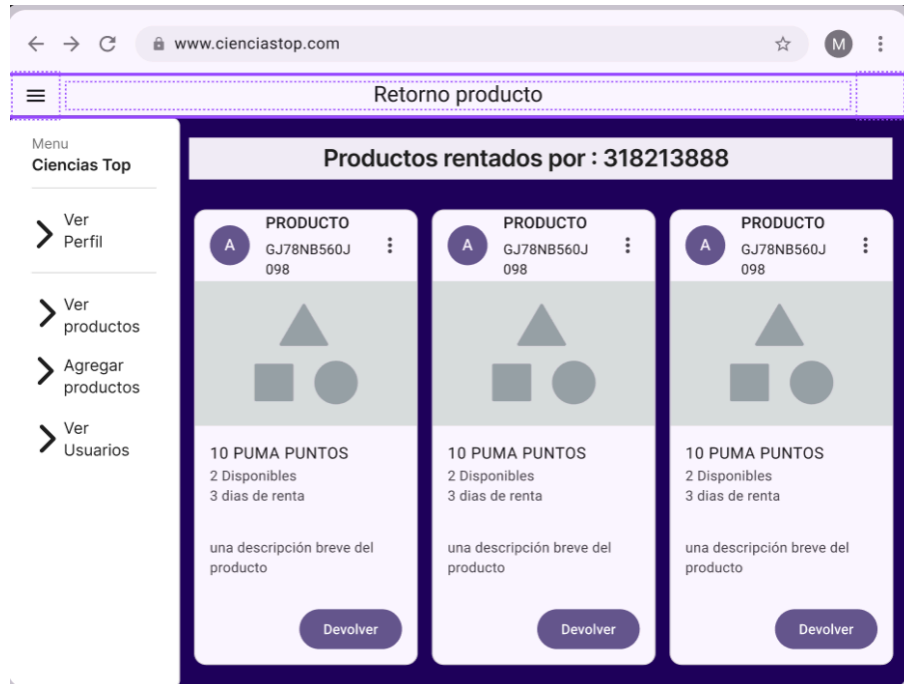 www.cienciastop.com
M
Retorno producto
Menu
Ciencias Top
Ver
Perfil
Ver
productos
Agregar
productos
Ver
Usuarios
Productos rentados por : 318213888
A
PRODUCTO
GJ78NB560J
098
10 PUMA PUNTOS
2 Disponibles
3 dias de renta
una descripción breve del
producto
Devolver
A
PRODUCTO
GJ78NB560J
098
10 PUMA PUNTOS
2 Disponibles
3 dias de renta
una descripción breve del
producto
Devolver
A
PRODUCTO
GJ78NB560J
098
10 PUMA PUNTOS
2 Disponibles
3 dias de renta
una descripción breve del
producto
Devolver